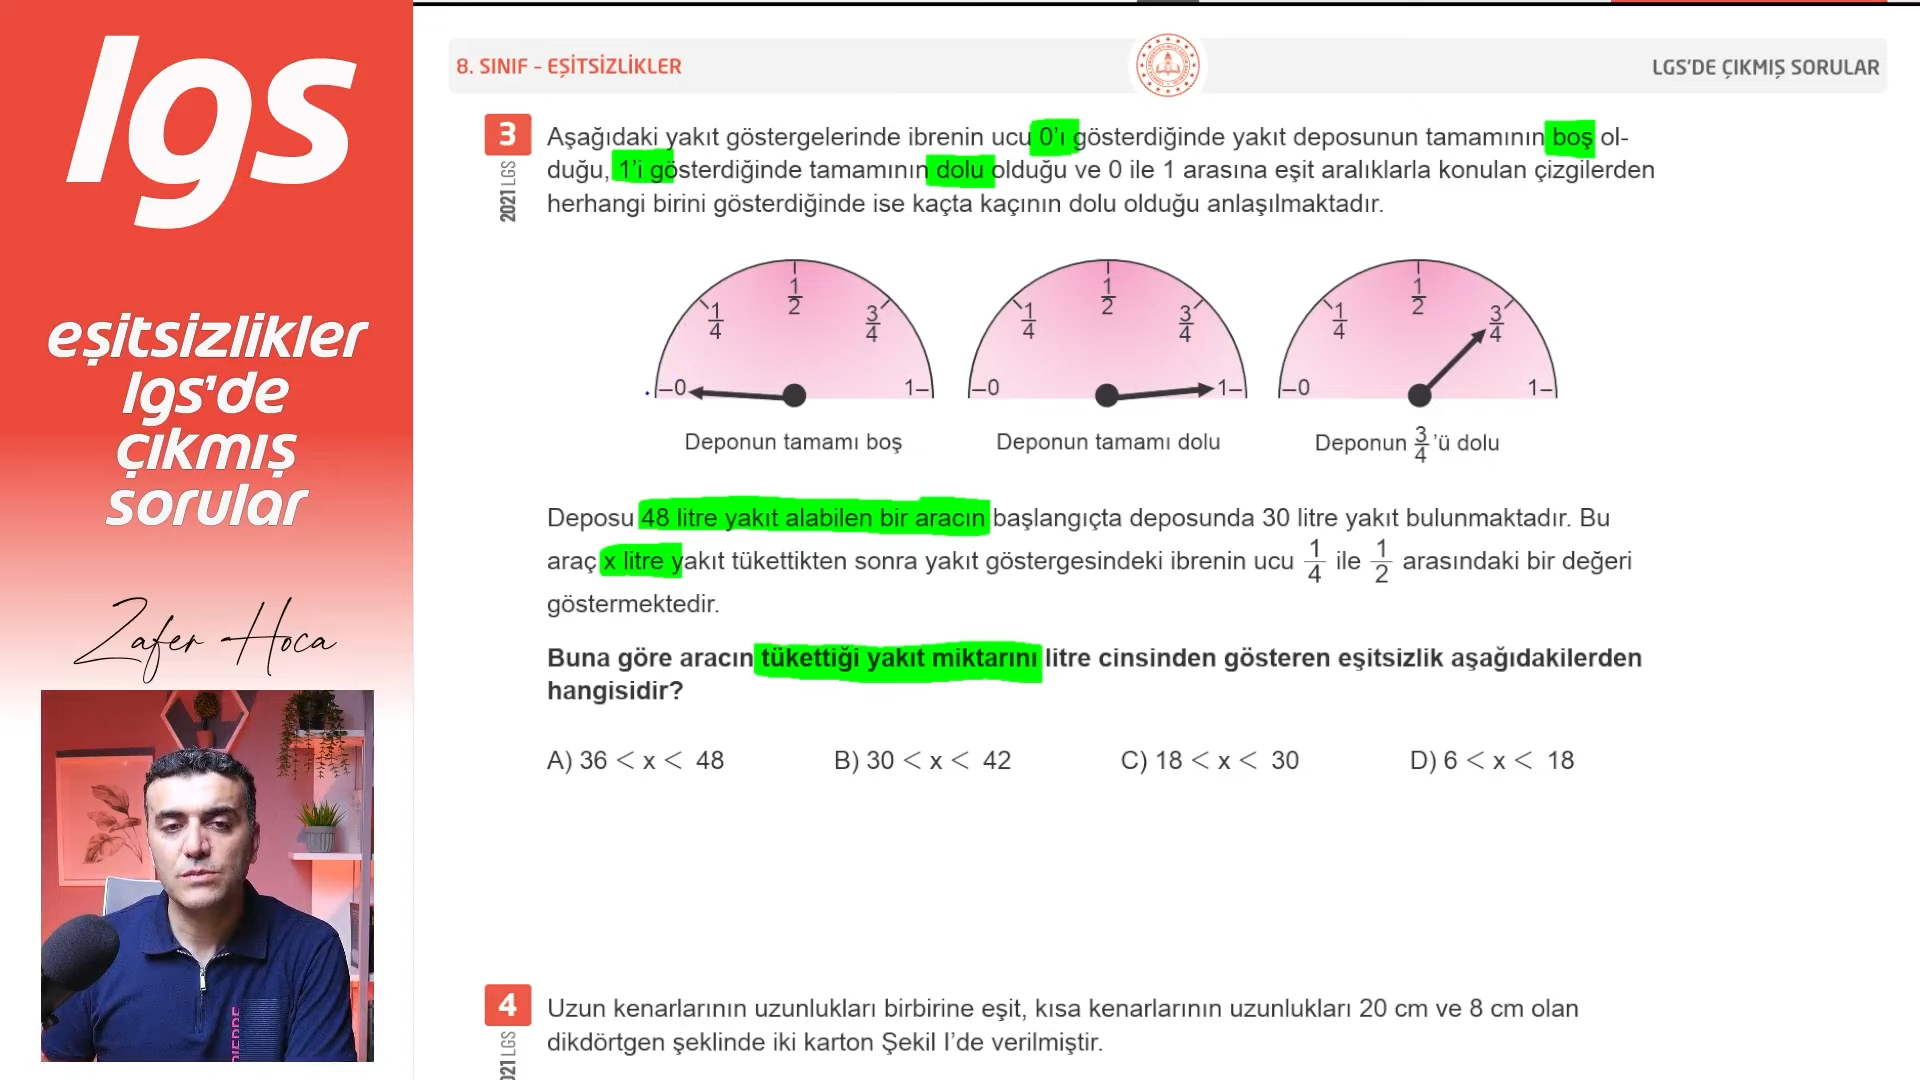 lgs
eşitsizlikler
lgs'de
çıkmış
sorular
Zafer Hoca
8. SINIF - EŞİTSİZLİKLER
LGS'DE ÇIKMIŞ SORULAR
3
2021 LGS
Aşağıdaki yakıt göstergelerinde ibrenin ucu 0'ı gösterdiğinde yakıt deposunun tamamının boş ol-
duğu, 1'i gösterdiğinde tamamının dolu olduğu ve 0 ile 1 arasına eşit aralıklarla konulan çizgilerden
herhangi birini gösterdiğinde ise kaçta kaçının dolu olduğu anlaşılmaktadır.
0 1/4 1/2 3/4 1
0 1/4 1/2 3/4 1
0 1/4 1/2 3/4 1
Deponun tamamı boş
Deponun tamamı dolu
Deponun 3/4 'ü dolu
Deposu 48 litre yakıt alabilen bir aracın başlangıçta deposunda 30 litre yakıt bulunmaktadır. Bu
araç x litre yakıt tükettikten sonra yakıt göstergesindeki ibrenin ucu 1/4 ile 1/2 arasındaki bir değeri
göstermektedir.
Buna göre aracın tükettiği yakıt miktarını litre cinsinden gösteren eşitsizlik aşağıdakilerden
hangisidir?
A) 36 < x < 48
B) 30 < x < 42
C) 18 < x < 30
D) 6 < x < 18
4
021 LGS
Uzun kenarlarının uzunlukları birbirine eşit, kısa kenarlarının uzunlukları 20 cm ve 8 cm olan
dikdörtgen şeklinde iki karton Şekil I'de verilmiştir.